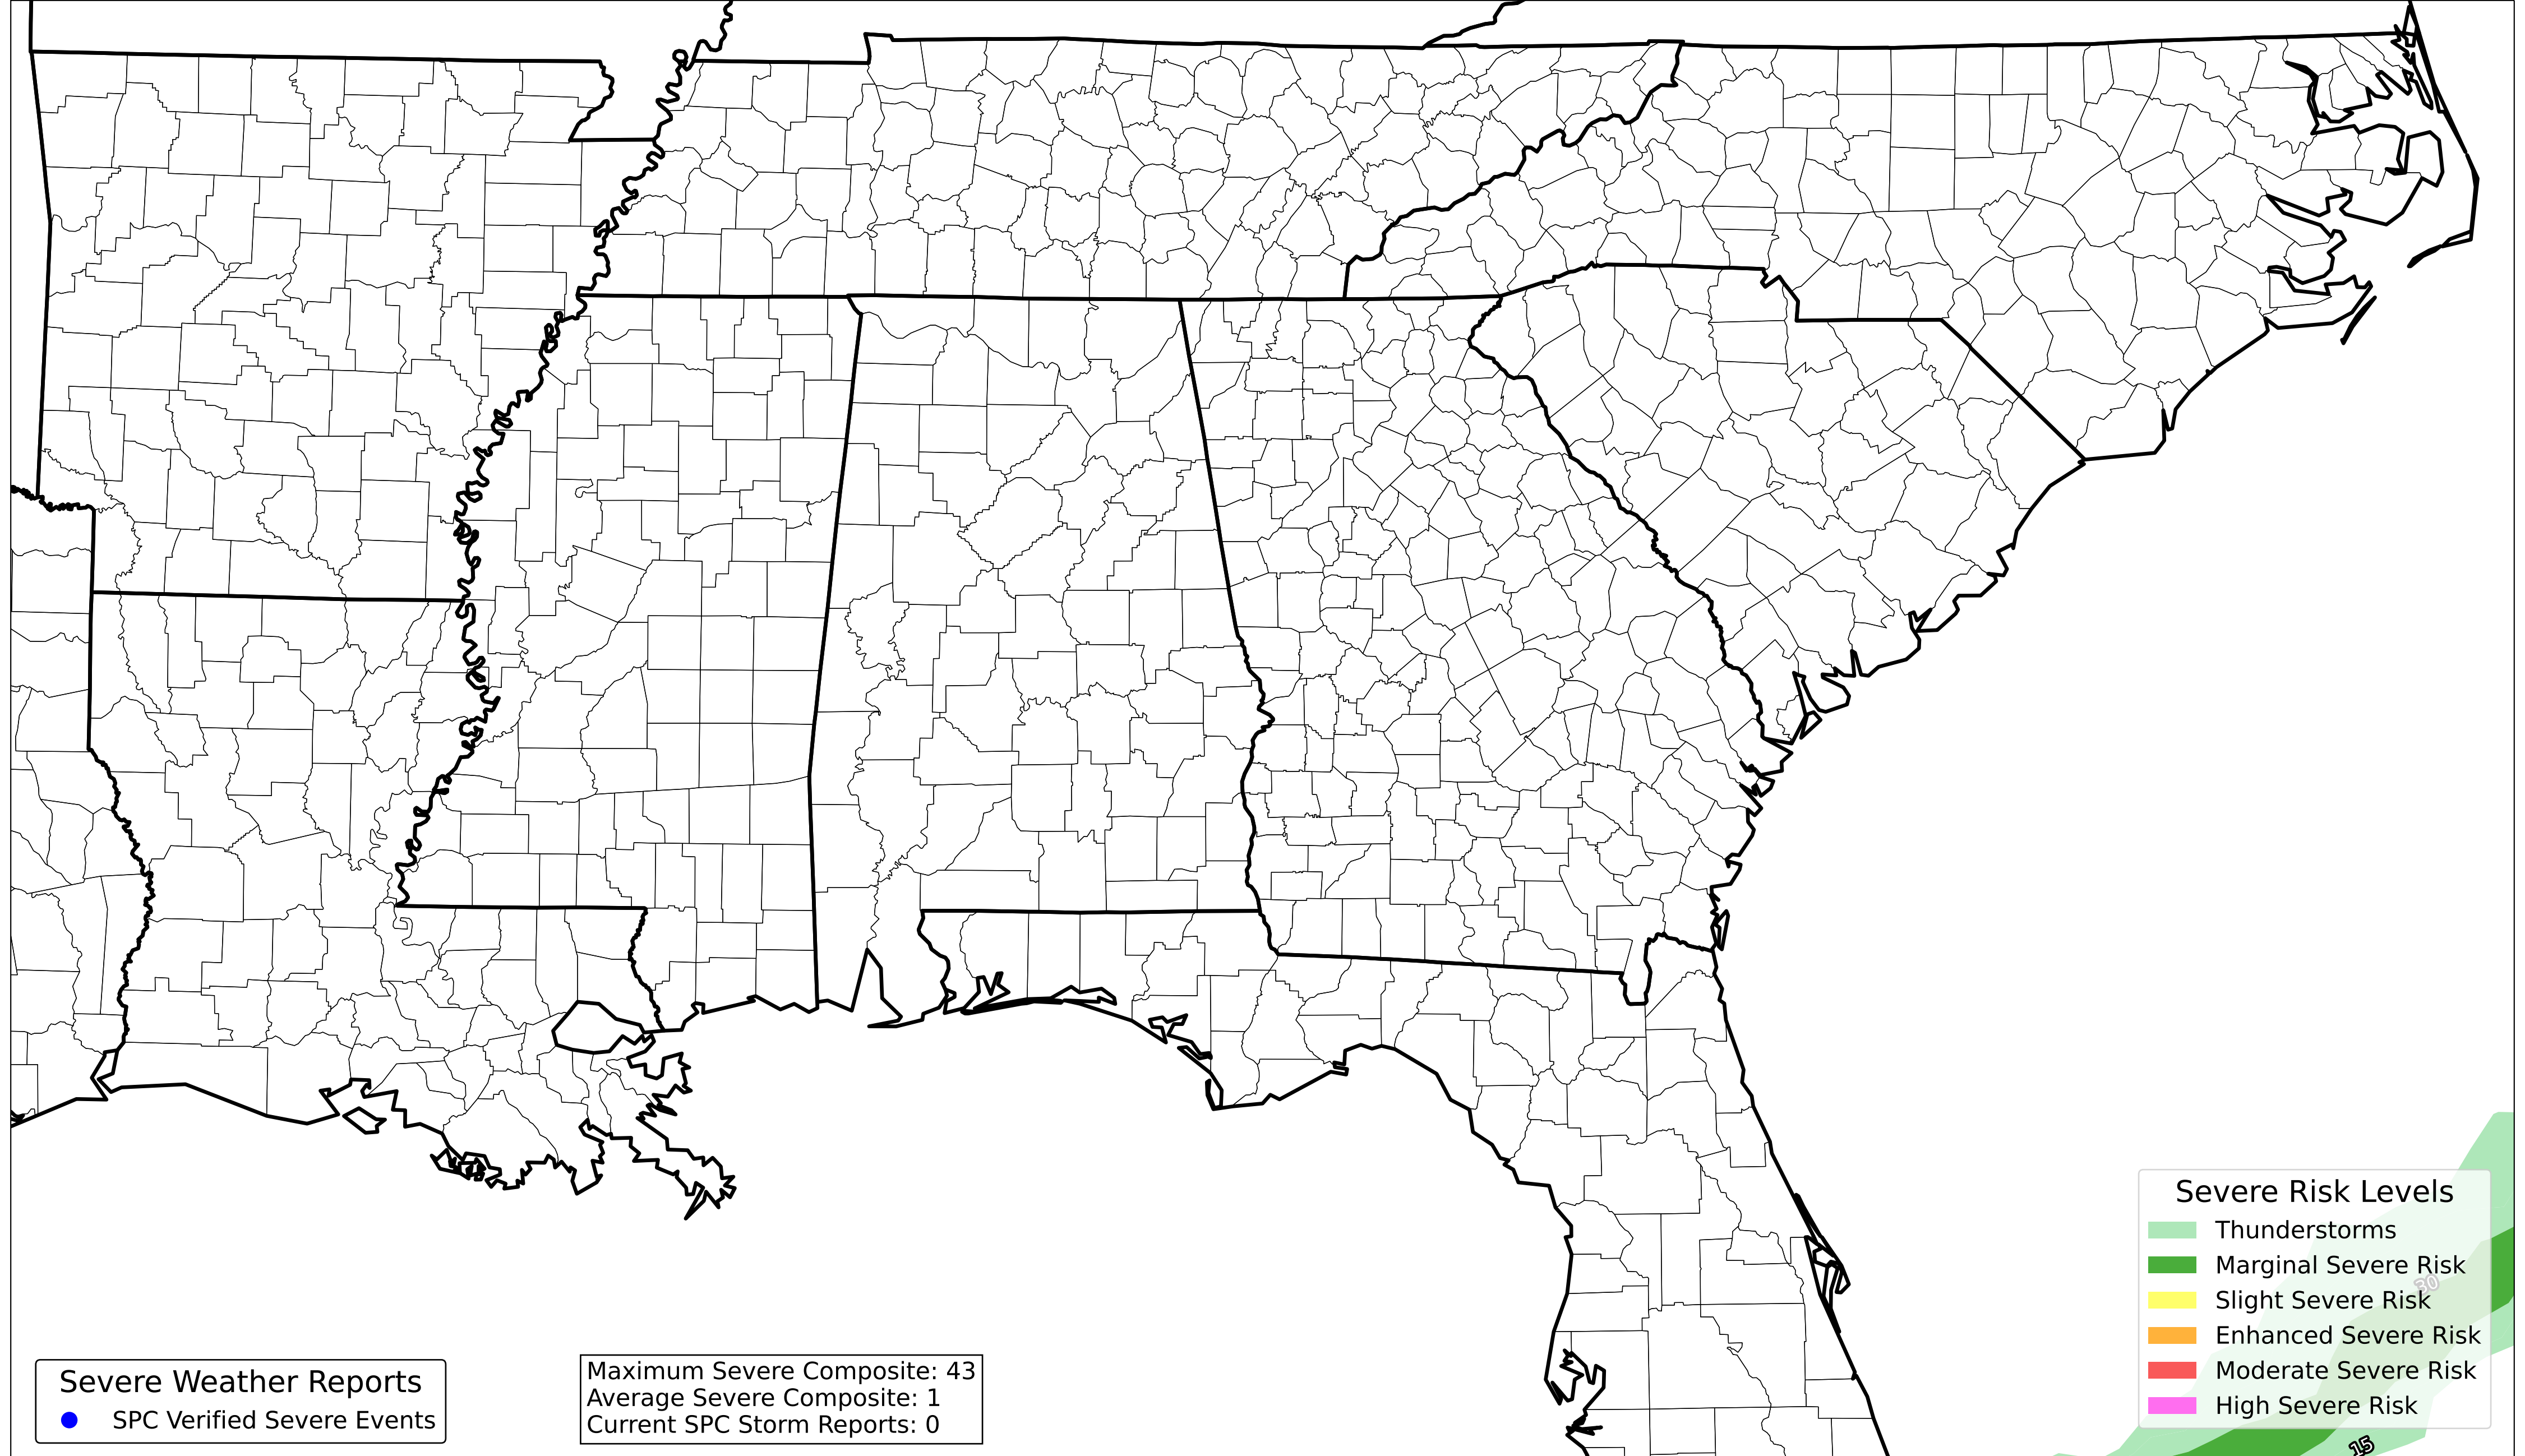 Severe Risk Levels
Thunderstorms
Marginal Severe Risk
30
Slight Severe Risk
Enhanced Severe Risk
Moderate Severe Risk
High Severe Risk
15
Severe Weather Reports
SPC Verified Severe Events
Maximum Severe Composite: 43
Average Severe Composite: 1
Current SPC Storm Reports: 0